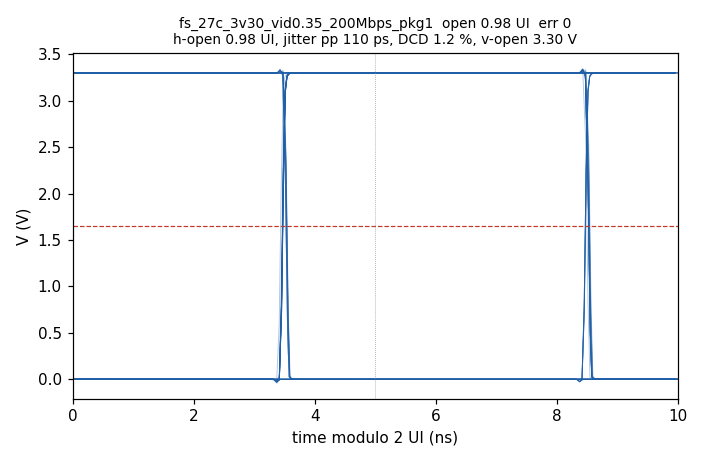 fs_27c_3v30_vid0.35_200Mbps_pkg1 open 0.98 UI err 0
h-open 0.98 UI, jitter pp 110 ps, DCD 1.2 %, v-open 3.30 V
3.5
3.0
2.5
2.0
1.5
1.0
0.5
0.0
V (V)
0 2 4 6 8 10
time modulo 2 UI (ns)